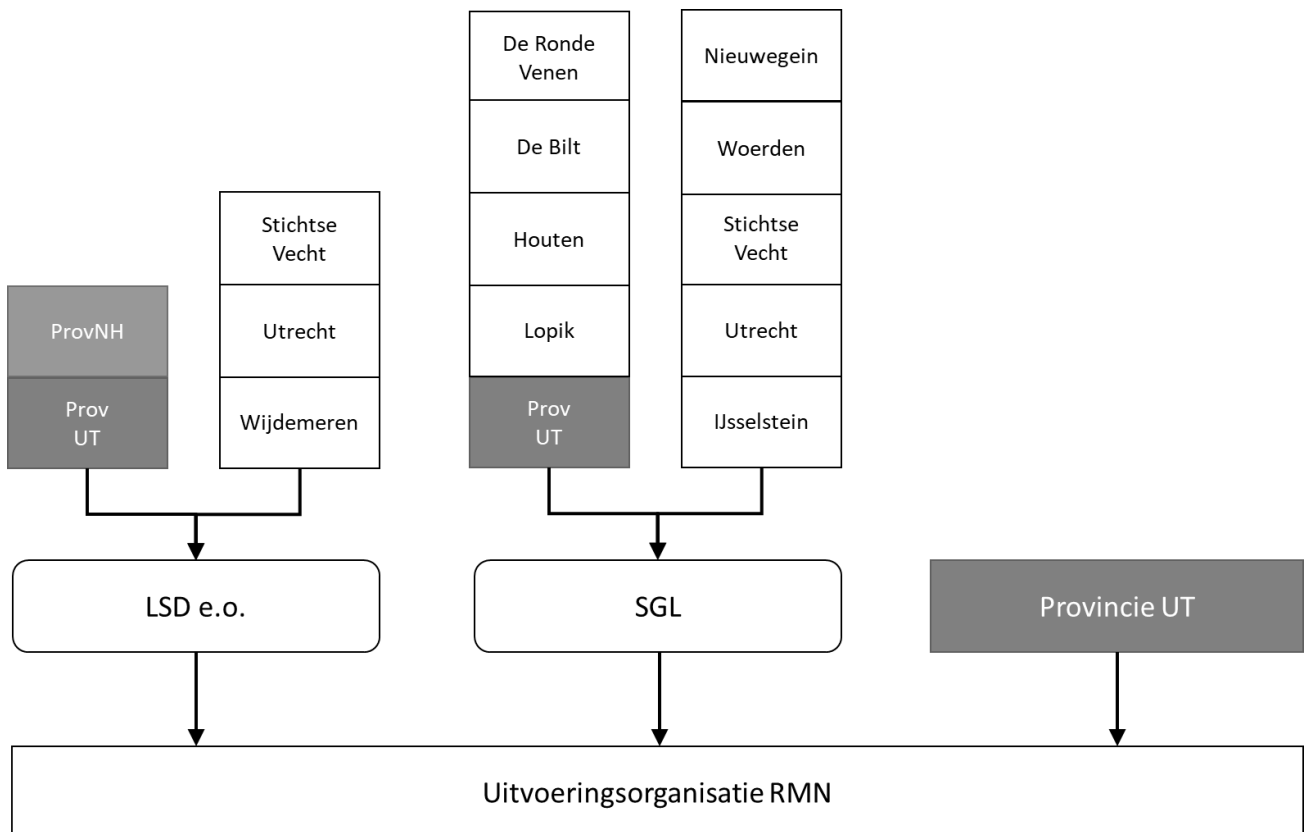 De Ronde
Venen
De Bilt
Houten
Lopik
Prov
UT
Nieuwegein
Woerden
Stichtse
Vecht
Utrecht
IJsselstein
Stichtse
Vecht
Utrecht
Wijdemeren
ProvNH
Prov
UT
LSD e.o.
SGL
Provincie UT
Uitvoeringsorganisatie RMN